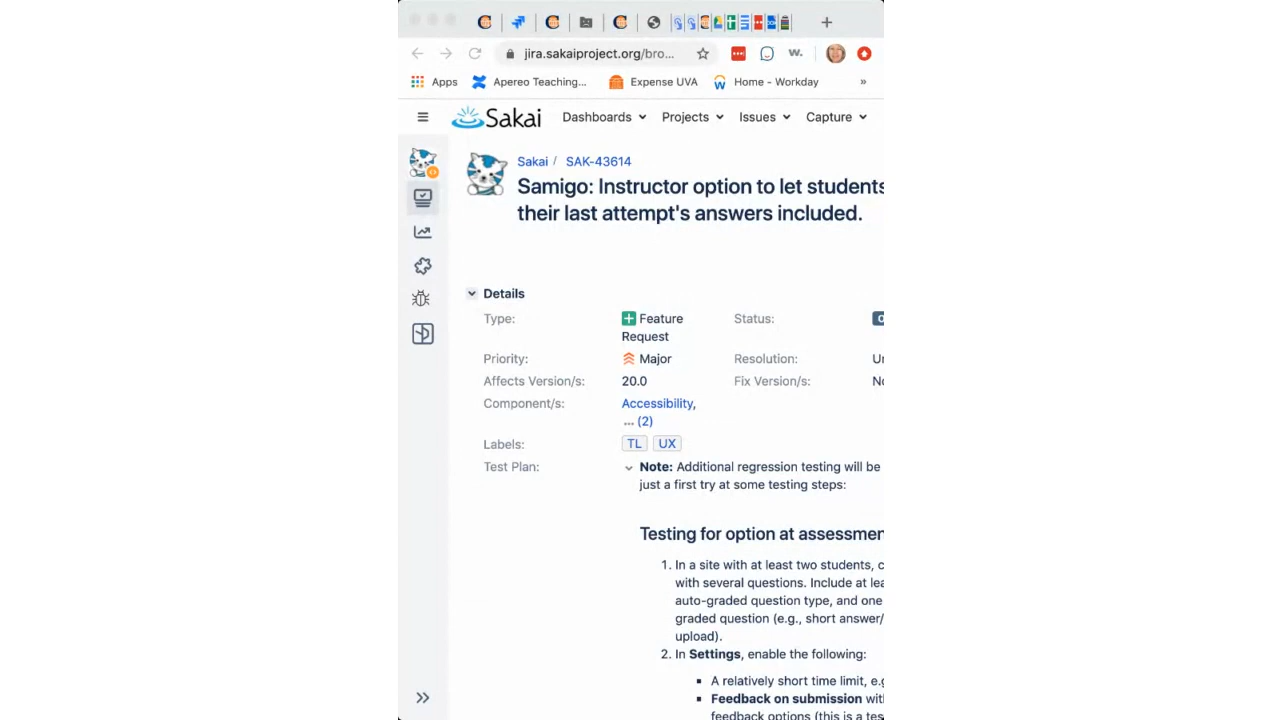 jira.sakaiproject.org/bro...
w.
Apps
Apereo Teaching...
Expense UVA
Home - Workday
»
Sakai
Dashboards
Projects
Issues
Capture
Sakai / SAK-43614
Samigo: Instructor option to let students
their last attempt's answers included.
Details
Type:
Feature
Request
Status:
Priority:
Major
Resolution:
Affects Version/s:
20.0
Fix Version/s:
Component/s:
Accessibility,
... (2)
Labels:
TL UX
Test Plan:
Note: Additional regression testing will be
just a first try at some testing steps:
Testing for option at
1. In a site with at least two students,
with several questions. Include at
auto-graded question type, and one
graded question (e.g., short answer/
upload).
2. In Settings, enable the following:
A relatively short time limit,
Feedback on submission
feedback options (this is a